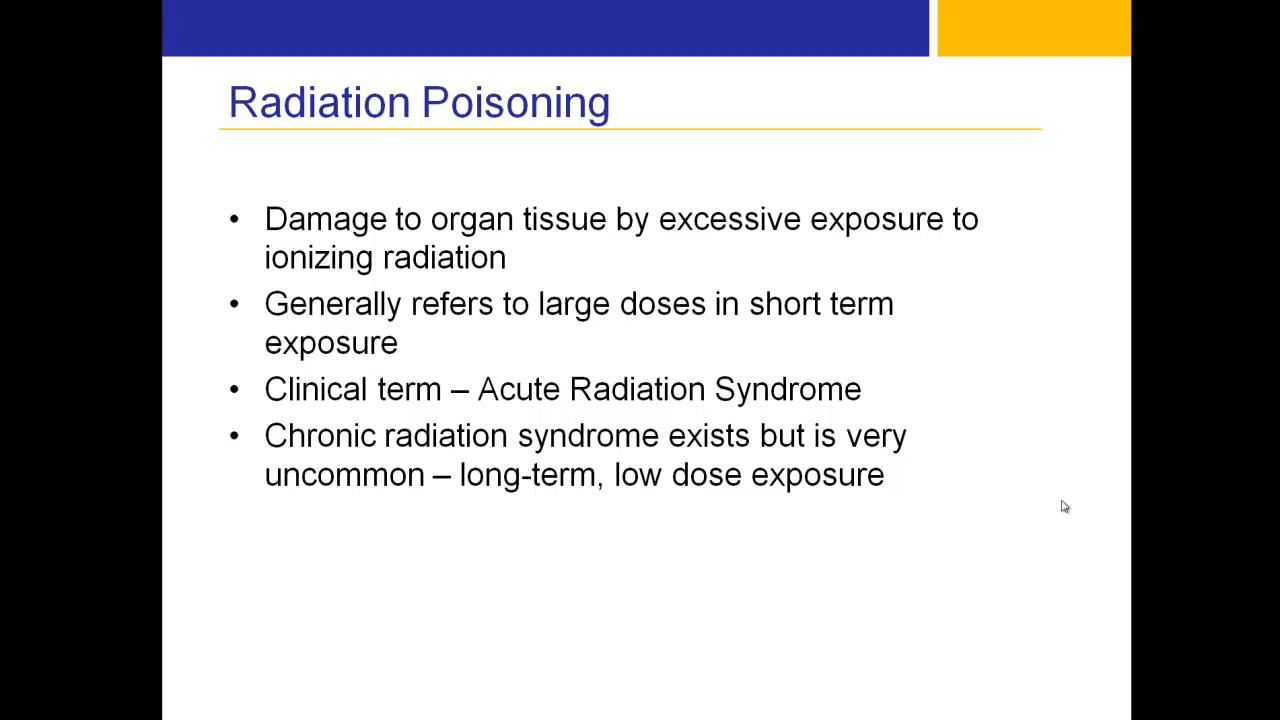 Radiation Poisoning
• Damage to organ tissue by excessive exposure to
ionizing radiation
• Generally refers to large doses in short term
exposure
• Clinical term – Acute Radiation Syndrome
• Chronic radiation syndrome exists but is very
uncommon – long-term, low dose exposure